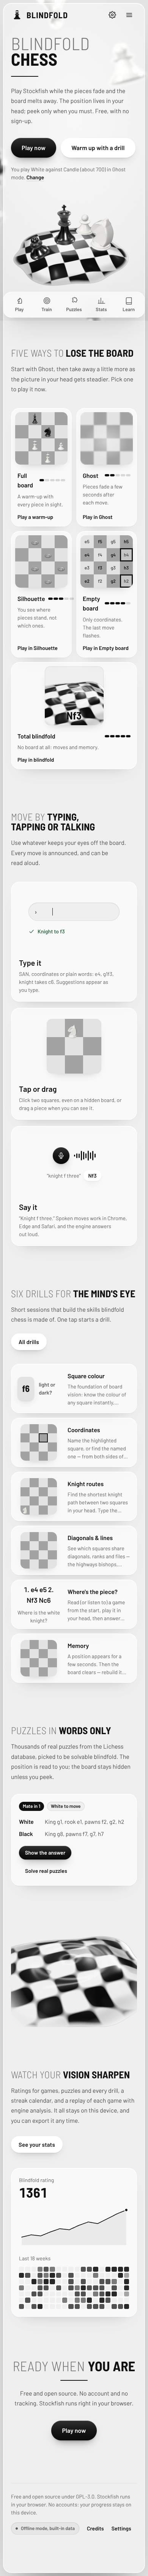 BLINDFOLD
BLINDFOLD
CHESS
Play Stockfish while the pieces fade and the
board melts away. The position lives in your
head; peek only when you must. Free, with no
sign-up.
Play now
Warm up with a drill
You play White against Candle (about 700) in Ghost
mode. Change
Play
Train
Puzzles
Stats
Learn
FIVE WAYS TO LOSE THE BOARD
Start with Ghost, then take away a little more as
the picture in your head gets steadier. Pick one
to play it now.
Full
board
A warm-up with
every piece in sight.
Play a warm-up
Ghost
Pieces fade a few
seconds after
each move.
Play in Ghost
Silhouette
You see where
pieces stand, not
which ones.
Play in Silhouette
e5 f5 g5 h5
e4 f4 g4 h4
e3 f3 g3 h3
e2 f2 g2 h2
Empty
board
Only coordinates.
The last move
flashes.
Play in Empty board
Nf3
Total blindfold
No board at all: moves and memory.
Play in blindfold
MOVE BY TYPING,
TAPPING OR TALKING
Use whatever keeps your eyes off the board.
Every move is announced, and can be
read aloud.
Knight to f3
Type it
SAN, coordinates or plain words: e4, g1f3,
knight takes c6. Suggestions appear as
you type.
Tap or drag
Click two squares, even on a hidden board, or
drag a piece when you can see it.
"knight f three"
Nf3
Say it
"Knight f three." Spoken moves work in Chrome,
Edge and Safari, and the engine answers
out loud.
SIX DRILLS FOR THE MIND'S EYE
Short sessions that build the skills blindfold
chess is made of. One tap starts a drill.
All drills
f6
light or
dark?
Square colour
The foundation of board
vision: know the colour of
any square instantly,...
Coordinates
Name the highlighted
square, or find the named
one — from both sides of...
Knight routes
Find the shortest knight
path between two squares
in your head. Type the...
Diagonals & lines
See which squares share
diagonals, ranks and files —
the highways bishops,...
1. e4 e5 2.
Nf3 Nc6
Where is the white
knight?
Where's the piece?
Read (or listen to) a game
from the start, play it in
your head, then answer...
Memory
A position appears for a
few seconds. Then the
board clears — rebuild it...
PUZZLES IN WORDS ONLY
Thousands of real puzzles from the Lichess
database, picked to be solvable blindfold. The
position is read to you; the board stays hidden
unless you peek.
Mate in 1
White to move
White King g1, rook e1, pawns f2, g2, h2
Black King g8, pawns f7, g7, h7
Show the answer
Solve real puzzles
WATCH YOUR VISION SHARPEN
Ratings for games, puzzles and every drill, a
streak calendar, and a replay of each game with
engine analysis. It all stays on this device, and
you can export it any time.
See your stats
Blindfold rating
1361
Last 16 weeks
READY WHEN YOU ARE
Free and open source. No account and no
tracking. Stockfish runs right in your browser.
Play now
Free and open source under GPL-3.0. Stockfish runs
in your browser. No accounts: your progress stays on
this device.
Offline mode, built-in data
Credits
Settings